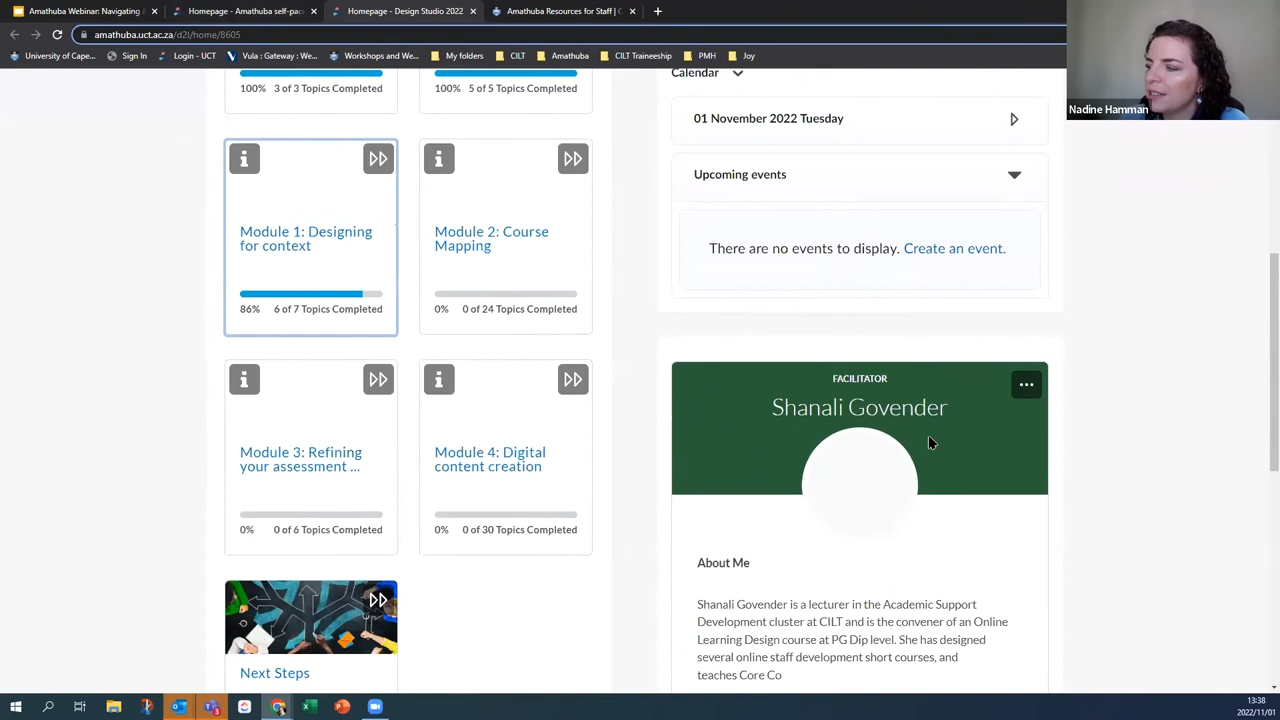 Amathuba Webinar: Navigating
Homepage - Amathuba self-pac
Homepage - Design Studio 2022
Amathuba Resources for Staff | C
amathuba.uct.ac.za/d2l/home/8605
University of Cape...
Sign In
Login - UCT
Vula : Gateway : We...
Workshops and We...
My folders
CILT
Amathuba
CILT Traineeship
PMH
Joy
Nadine Hamman
100% 3 of 3 Topics Completed
100% 5 of 5 Topics Completed
Module 1: Designing
for context
86% 6 of 7 Topics Completed
Module 2: Course
Mapping
0% 0 of 24 Topics Completed
Module 3: Refining
your assessment ...
0% 0 of 6 Topics Completed
Module 4: Digital
content creation
0% 0 of 30 Topics Completed
Next Steps
Calendar
01 November 2022 Tuesday
Upcoming events
There are no events to display. Create an event.
FACILITATOR
Shanali Govender
About Me
Shanali Govender is a lecturer in the Academic Support
Development cluster at CILT and is the convener of an Online
Learning Design course at PG Dip level. She has designed
several online staff development short courses, and
teaches Core Co
13:38
2022/11/01